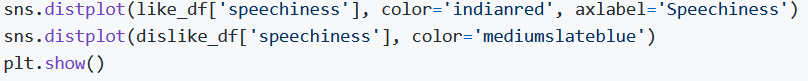 sns.distplot(like_df['speechiness'], color='indianred', axlabel='Speechiness')
sns.distplot(dislike_df['speechiness'], color='mediumslateblue')
plt.show()